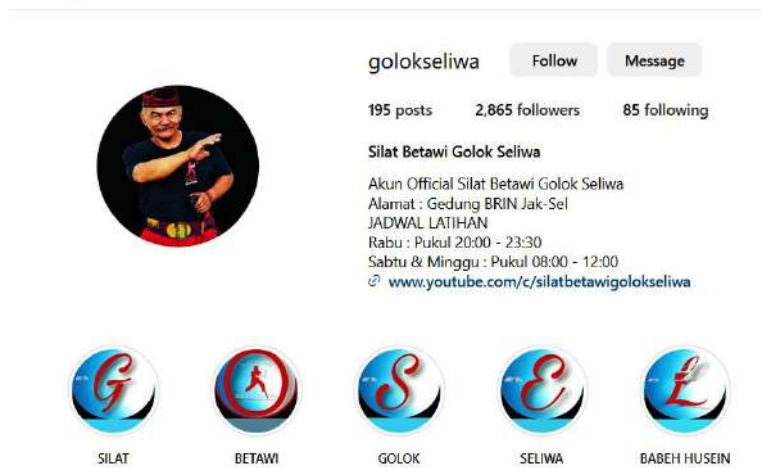 golokseliwa Follow Message
195 posts 2,865 followers 85 following
Silat Betawi Golok Seliwa
Akun Official Silat Betawi Golok Seliwa
Alamat : Gedung BRIN Jak-Sel
JADWAL LATIHAN
Rabu : Pukul 20:00 - 23:30
Sabtu & Minggu : Pukul 08:00 - 12:00
www.youtube.com/c/silatbetawigolokseliwa
G O S E L
SILAT BETAWI GOLOK SELIWA BABEH HUSEIN